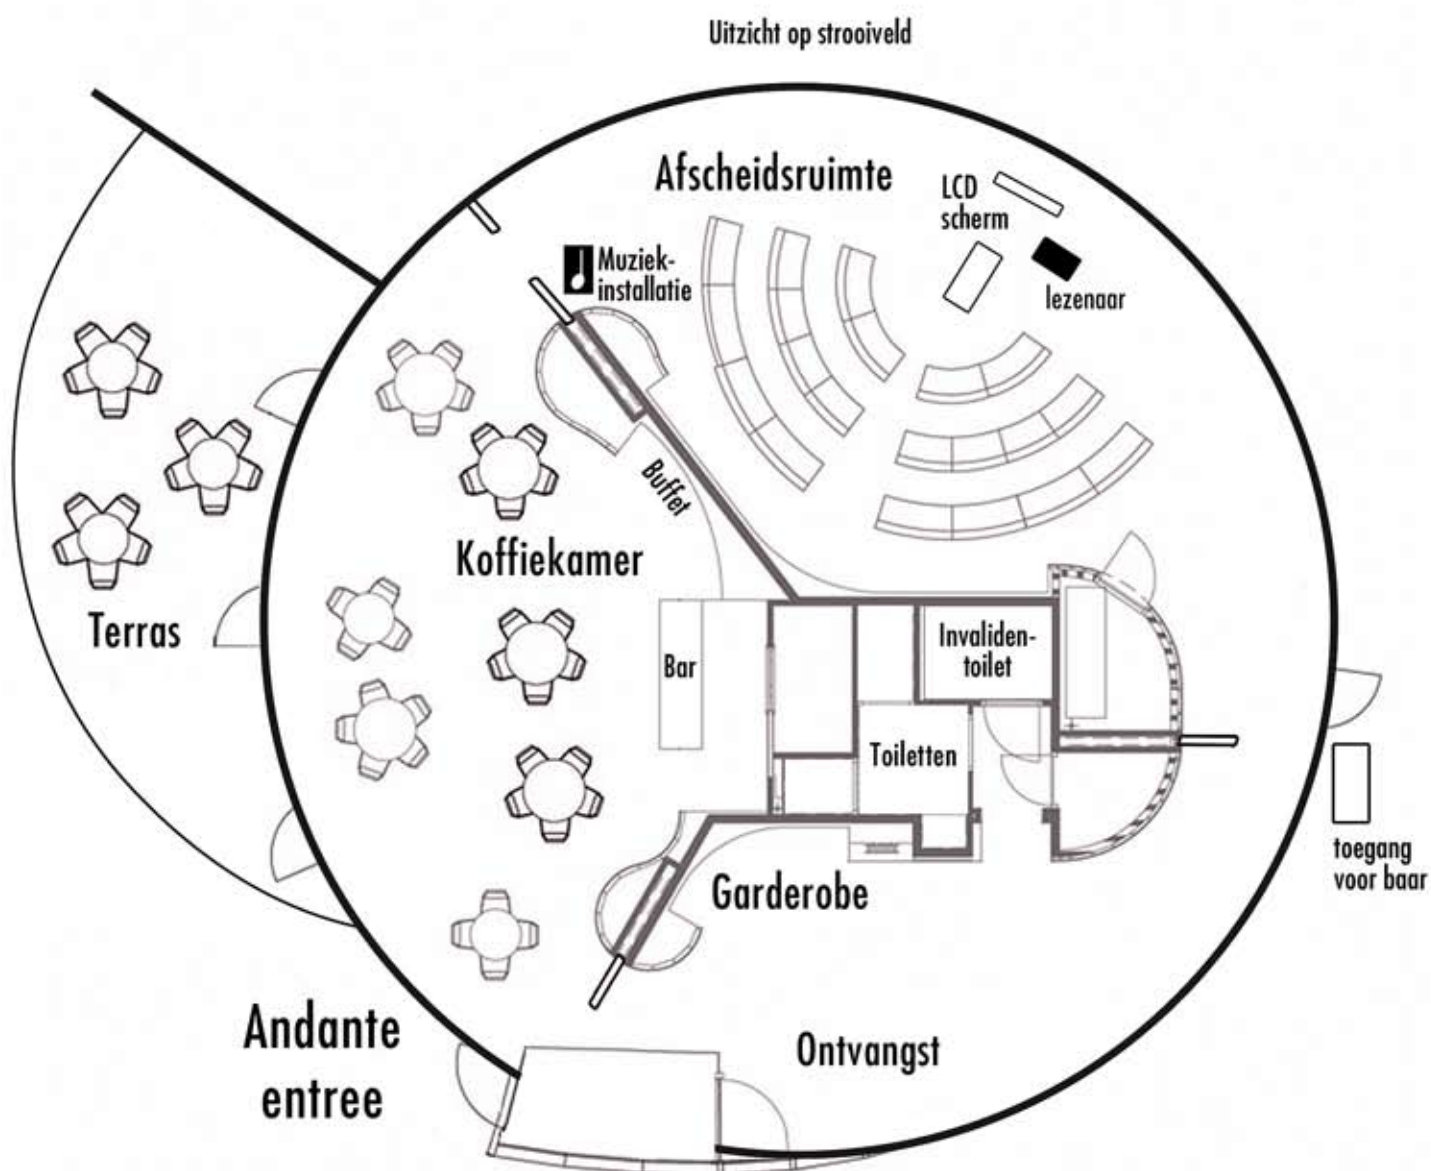 Uitzicht op strooiveld
Afscheidsruimte
LCD
scherm
Muziek-
installatie
lezenaar
Buffet
Koffiekamer
Terras
Bar
Invaliden-
toilet
Toiletten
toegang
voor baar
Garderobe
Andante
entree
Ontvangst